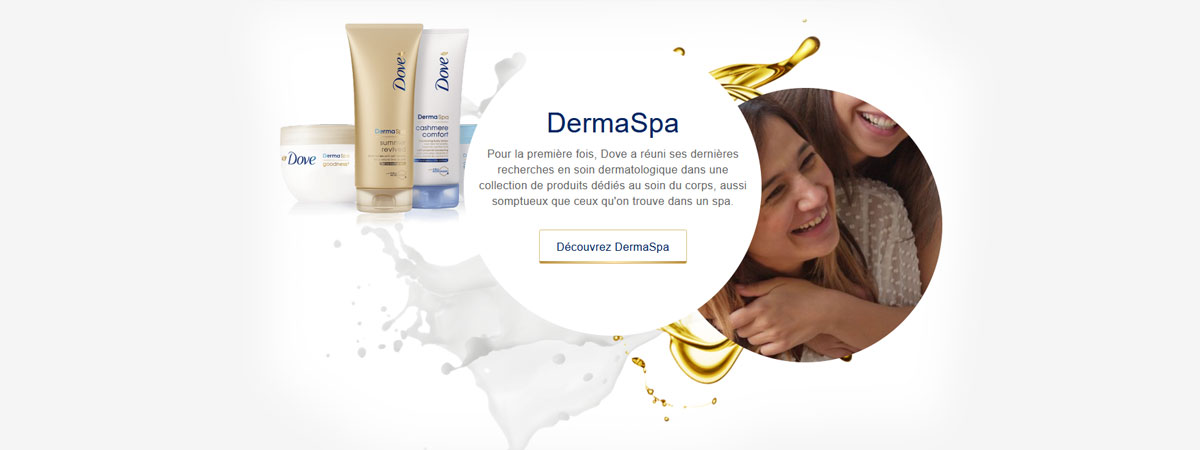 Dove
DermaSpa
goodness³
Dove
DermaSpa
summer
revived
Dove
DermaSpa
cashmere
comfort
DermaSpa
Pour la première fois, Dove a réuni ses dernières
recherches en soin dermatologique dans une
collection de produits dédiés au soin du corps, aussi
somptueux que ceux qu'on trouve dans un spa.
Découvrez DermaSpa